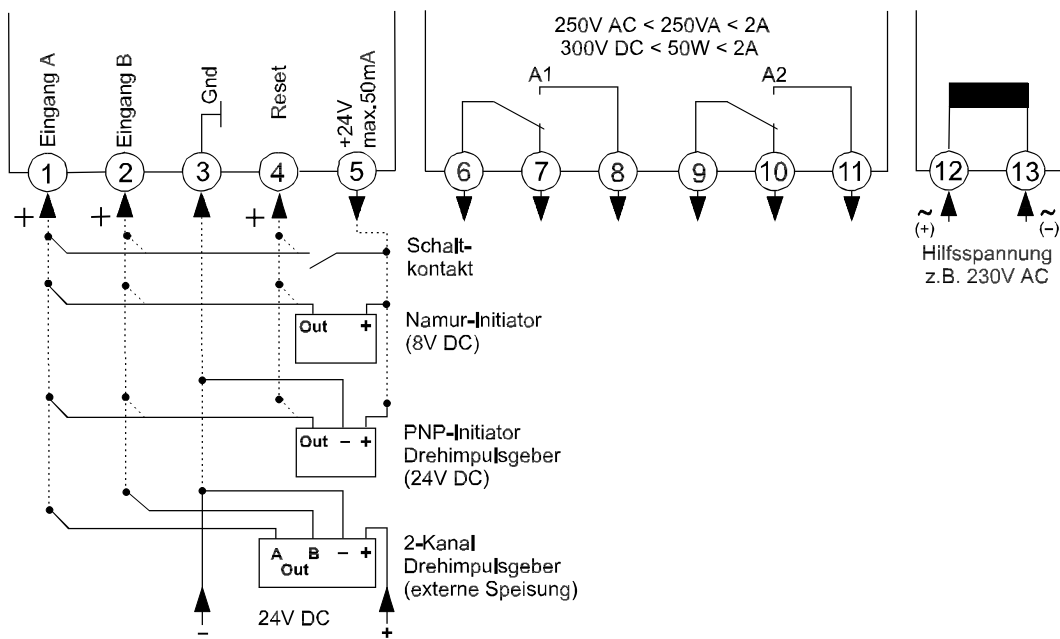 250V AC < 250VA < 2A
300V DC < 50W < 2A
Eingang A
Eingang B
Gnd
Reset
+24V
max.50mA
A1
A2
1
2
3
4
5
6
7
8
9
10
11
12
13
+
+
+
~
(+)
~
(–)
Hilfsspannung
z.B. 230V AC
Schalt-
kontakt
Out +
Namur-Initiator
(8V DC)
Out – +
PNP-Initiator
Drehimpulsgeber
(24V DC)
A B – +
Out
2-Kanal
Drehimpulsgeber
(externe Speisung)
24V DC
–
+